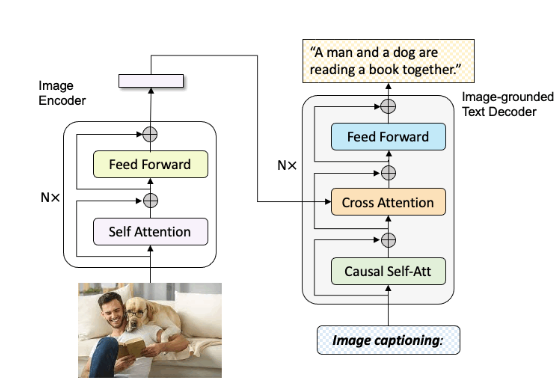 Image
Encoder
N×
Feed Forward
Self Attention
“A man and a dog are
reading a book together.”
Image-grounded
Text Decoder
N×
Feed Forward
Cross Attention
Causal Self-Att
Image captioning: